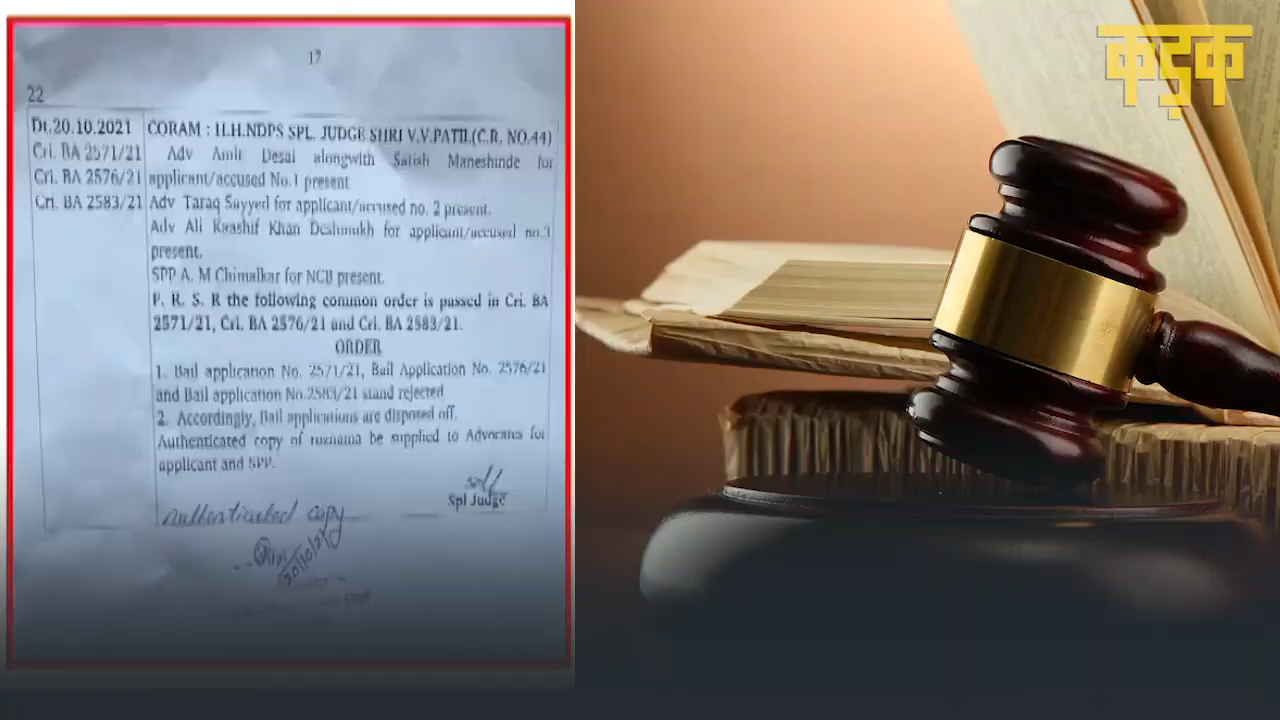 17
22
Dt.20.10.2021
Cri. BA 2571/21
Cri. BA 2576/21
Cri. BA 2583/21
CORAM : H.H.NDPS SPL. JUDGE SHRI V.V.PATIL(C.R. NO.44)
Adv Amit Desai alongwith Satish Maneshinde for
applicant/accused No.1 present
Adv Taraq Sayyed for applicant/accused no. 2 present.
Adv Ali Kaashif Khan Deshmukh for applicant/accused no.3
present.
SPP A. M Chimalkar for NCB present.
P. R. S. R the following common order is passed in Cri. BA
2571/21, Cri. BA 2576/21 and Cri. BA 2583/21.
ORDER
1. Bail application No. 2571/21, Bail Application No. 2576/21
and Bail application No.2583/21 stand rejected
2. Accordingly, Bail applications are disposed off.
Authenticated copy of roznama be supplied to Advocates for
applicant and SPP.
Spl Judge
Authenticated copy
20/10/21
कड़क